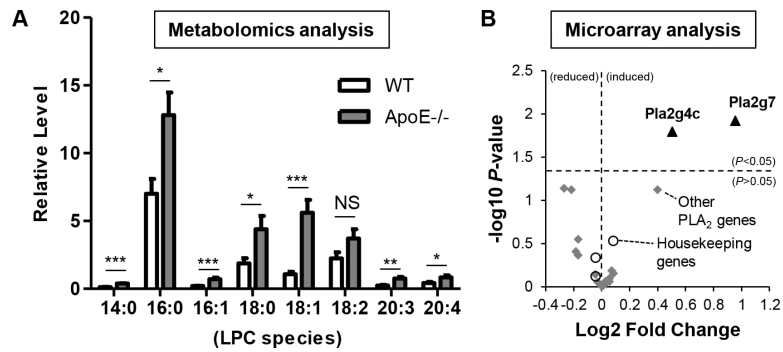 A
Metabolomics analysis
Relative Level
20
15
10
5
0
WT
ApoE-/-
***
*
***
*
***
NS
**
*
14:0 16:0 16:1 18:0 18:1 18:2 20:3 20:4
(LPC species)
B
Microarray analysis
-log10 P-value
2.5
2
1.5
1
0.5
0
(reduced) (induced)
Pla2g4c
Pla2g7
(P<0.05)
(P>0.05)
Other
PLA2 genes
Housekeeping
genes
-0.4 -0.2 0 0.2 0.4 0.6 0.8 1 1.2
Log2 Fold Change